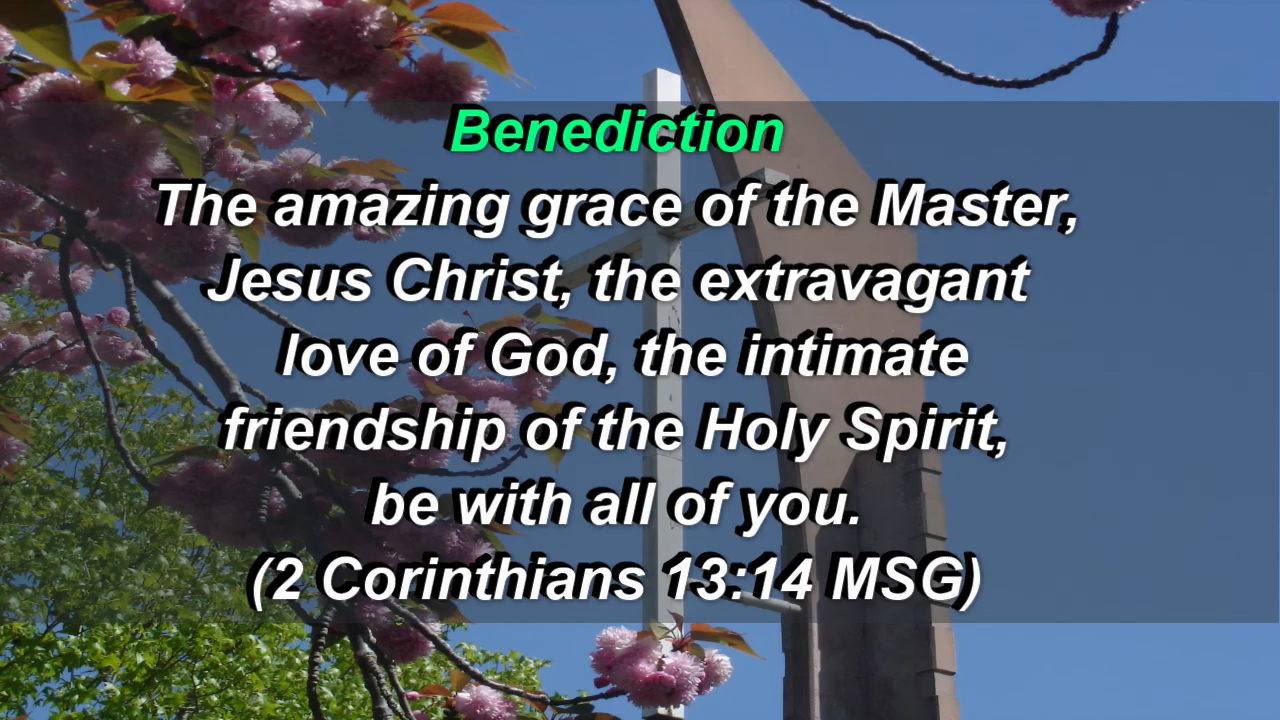 Benediction
The amazing grace of the Master,
Jesus Christ, the extravagant
love of God, the intimate
friendship of the Holy Spirit,
be with all of you.
(2 Corinthians 13:14 MSG)